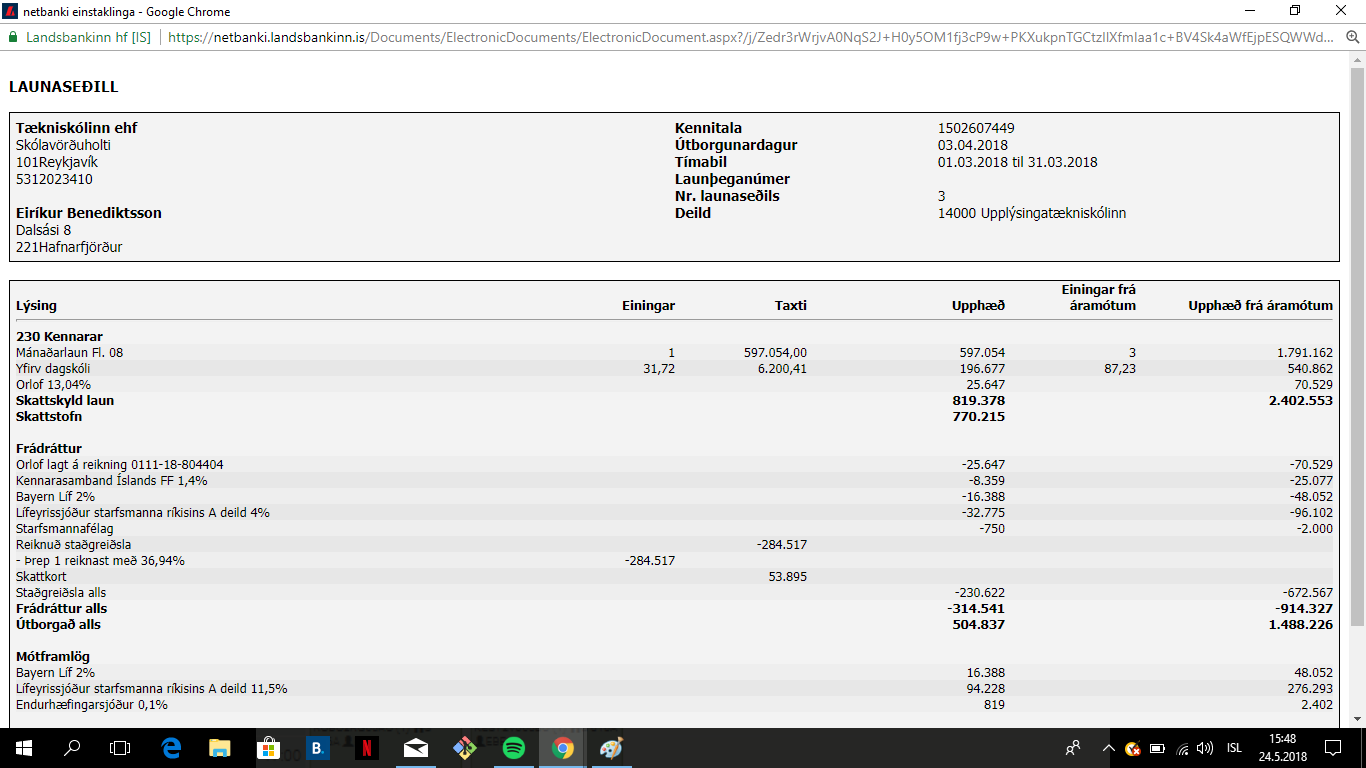 netbanki einstaklinga - Google Chrome
Landsbankinn hf [IS] https://netbanki.landsbankinn.is/Documents/ElectronicDocuments/ElectronicDocument.aspx?/j/Zedr3rWrjvA0NqS2J+H0y5OM1fj3cP9w+PKXukpnTGCtzIlXfmIaa1c+BV4Sk4aWfEjpESQWWd...
LAUNASEÐILL
Tækniskólinn ehf Kennitala 1502607449
Skólavörðuholti Útborgunardagur 03.04.2018
101Reykjavík Tímabil 01.03.2018 til 31.03.2018
5312023410 Launþeganúmer
Nr. launaseðils 3
Eiríkur Benediktsson Deild 14000 Upplýsingatækniskólinn
Dalsási 8
221Hafnarfjörður
Einingar frá
Lýsing Einingar Taxti Upphæð áramótum Upphæð frá áramótum
230 Kennarar
Mánaðarlaun Fl. 08 1 597.054,00 597.054 3 1.791.162
Yfirv dagskóli 31,72 6.200,41 196.677 87,23 540.862
Orlof 13,04% 25.647 70.529
Skattskyld laun 819.378 2.402.553
Skattstofn 770.215
Frádráttur
Orlof lagt á reikning 0111-18-804404 -25.647 -70.529
Kennarasamband Íslands FF 1,4% -8.359 -25.077
Bayern Líf 2% -16.388 -48.052
Lífeyrissjóður starfsmanna ríkisins A deild 4% -32.775 -96.102
Starfsmannafélag -750 -2.000
Reiknuð staðgreiðsla -284.517
- Þrep 1 reiknast með 36,94% -284.517
Skattkort 53.895
Staðgreiðsla alls -230.622 -672.567
Frádráttur alls -314.541 -914.327
Útborgað alls 504.837 1.488.226
Mótframlög
Bayern Líf 2% 16.388 48.052
Lífeyrissjóður starfsmanna ríkisins A deild 11,5% 94.228 276.293
Endurhæfingarsjóður 0,1% 819 2.402
B. N ISL 15:48
24.5.2018